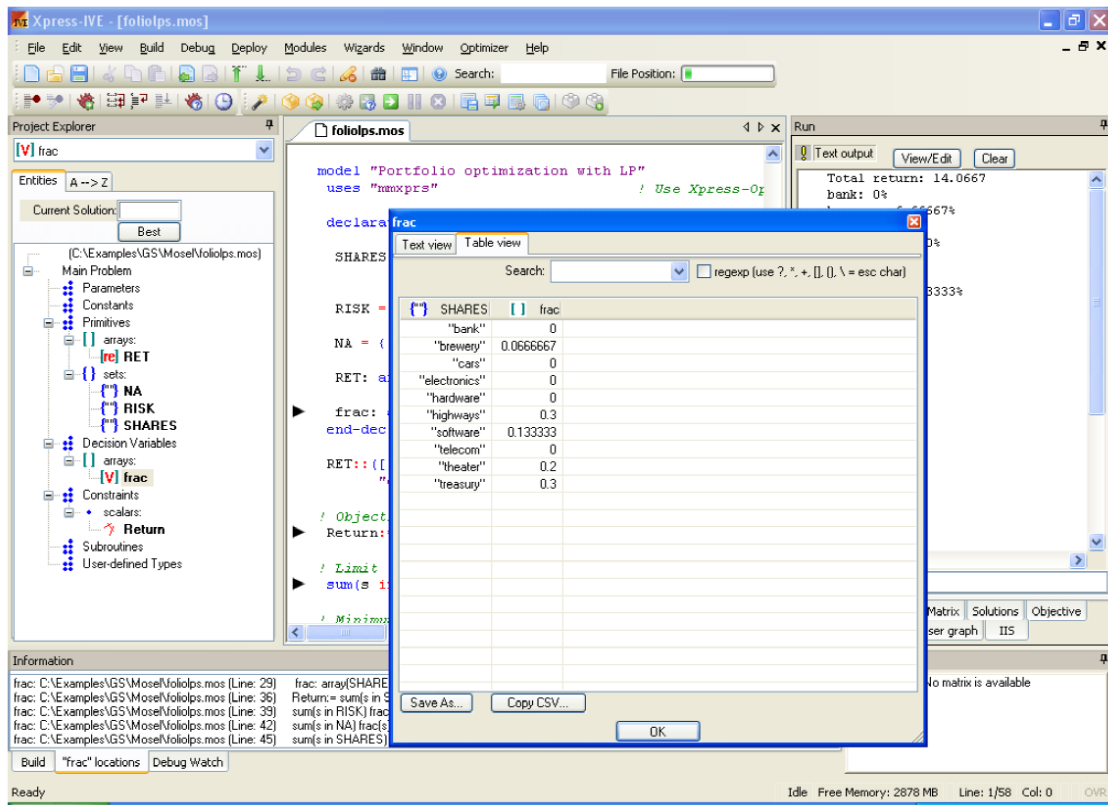 Xpress-IVE - [foliolps.mos]
File Edit View Build Debug Deploy Modules Wizards Window Optimizer Help
Search:
File Position:
Project Explorer
[V] frac
Entities A --> Z
Current Solution:
Best
(C:\Examples\GS\Mosel\foliolps.mos)
Main Problem
Parameters
Constants
Primitives
[ ] arrays:
[re] RET
{ } sets:
{""} NA
{""} RISK
{""} SHARES
Decision Variables
[ ] arrays:
[V] frac
Constraints
scalars:
Return
Subroutines
User-defined Types
foliolps.mos
model "Portfolio optimization with LP"
uses "mmxprs" ! Use Xpress-Op
declara
SHARES
RISK =
NA = {
RET: a
frac:
end-dec
RET::([
! Object
Return:
! Limit
sum(s i
! Minimu
Run
Text output View/Edit Clear
Total return: 14.0667
bank: 0%
667%
0%
3333%
frac
Text view Table view
Search:
regexp (use ?, *, +, [], (), \ = esc char)
{""} SHARES [ ] frac
"bank" 0
"brewery" 0.0666667
"cars" 0
"electronics" 0
"hardware" 0
"highways" 0.3
"software" 0.133333
"telecom" 0
"theater" 0.2
"treasury" 0.3
Save As... Copy CSV...
OK
Matrix Solutions Objective
ser graph IIS
Information
frac: C:\Examples\GS\Mosel\foliolps.mos (Line: 29) frac: array(SHARE
frac: C:\Examples\GS\Mosel\foliolps.mos (Line: 36) Return:= sum(s in S
frac: C:\Examples\GS\Mosel\foliolps.mos (Line: 39) sum(s in RISK) frac
frac: C:\Examples\GS\Mosel\foliolps.mos (Line: 42) sum(s in NA) frac(s)
frac: C:\Examples\GS\Mosel\foliolps.mos (Line: 45) sum(s in SHARES)
Build "frac" locations Debug Watch
No matrix is available
Ready
Idle Free Memory: 2878 MB Line: 1/58 Col: 0 OVR